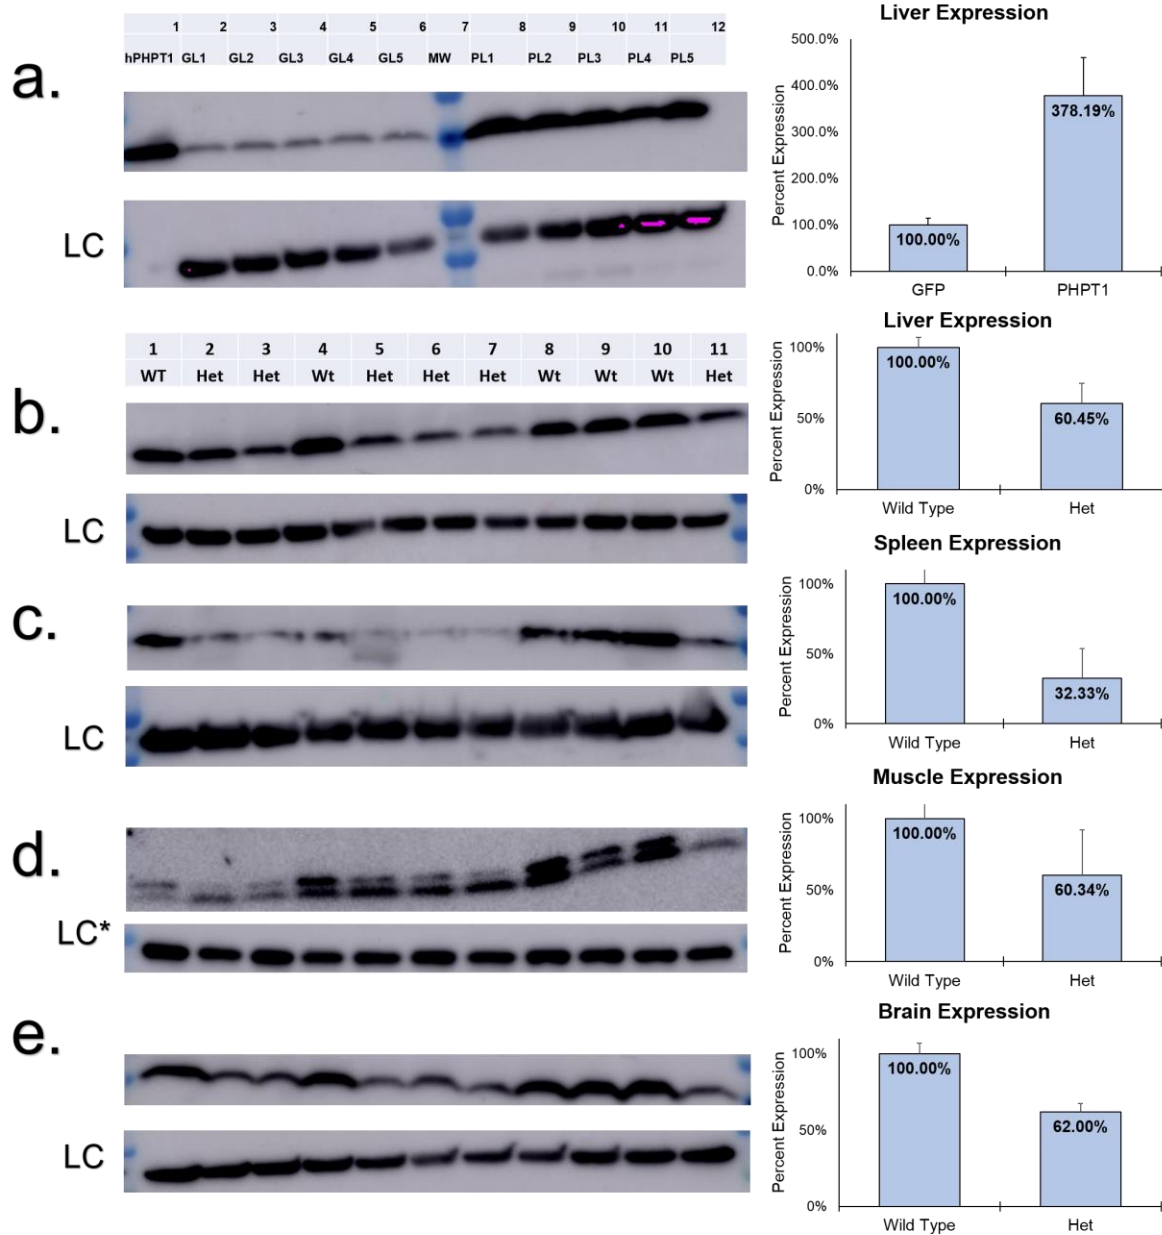 a.
1 2 3 4 5 6 7 8 9 10 11 12
hPHPT1 GL1 GL2 GL3 GL4 GL5 MW PL1 PL2 PL3 PL4 PL5
LC
Liver Expression
Percent Expression
500.0%
400.0%
300.0%
200.0%
100.0%
0.0%
100.00%
378.19%
GFP PHPT1
b.
1 2 3 4 5 6 7 8 9 10 11
WT Het Het Wt Het Het Het Wt Wt Wt Het
LC
Liver Expression
Percent Expression
100%
50%
0%
100.00%
60.45%
Wild Type Het
c.
LC
Spleen Expression
Percent Expression
100%
50%
0%
100.00%
32.33%
Wild Type Het
d.
LC*
Muscle Expression
Percent Expression
100%
50%
0%
100.00%
60.34%
Wild Type Het
e.
LC
Brain Expression
Percent Expression
100%
50%
0%
100.00%
62.00%
Wild Type Het